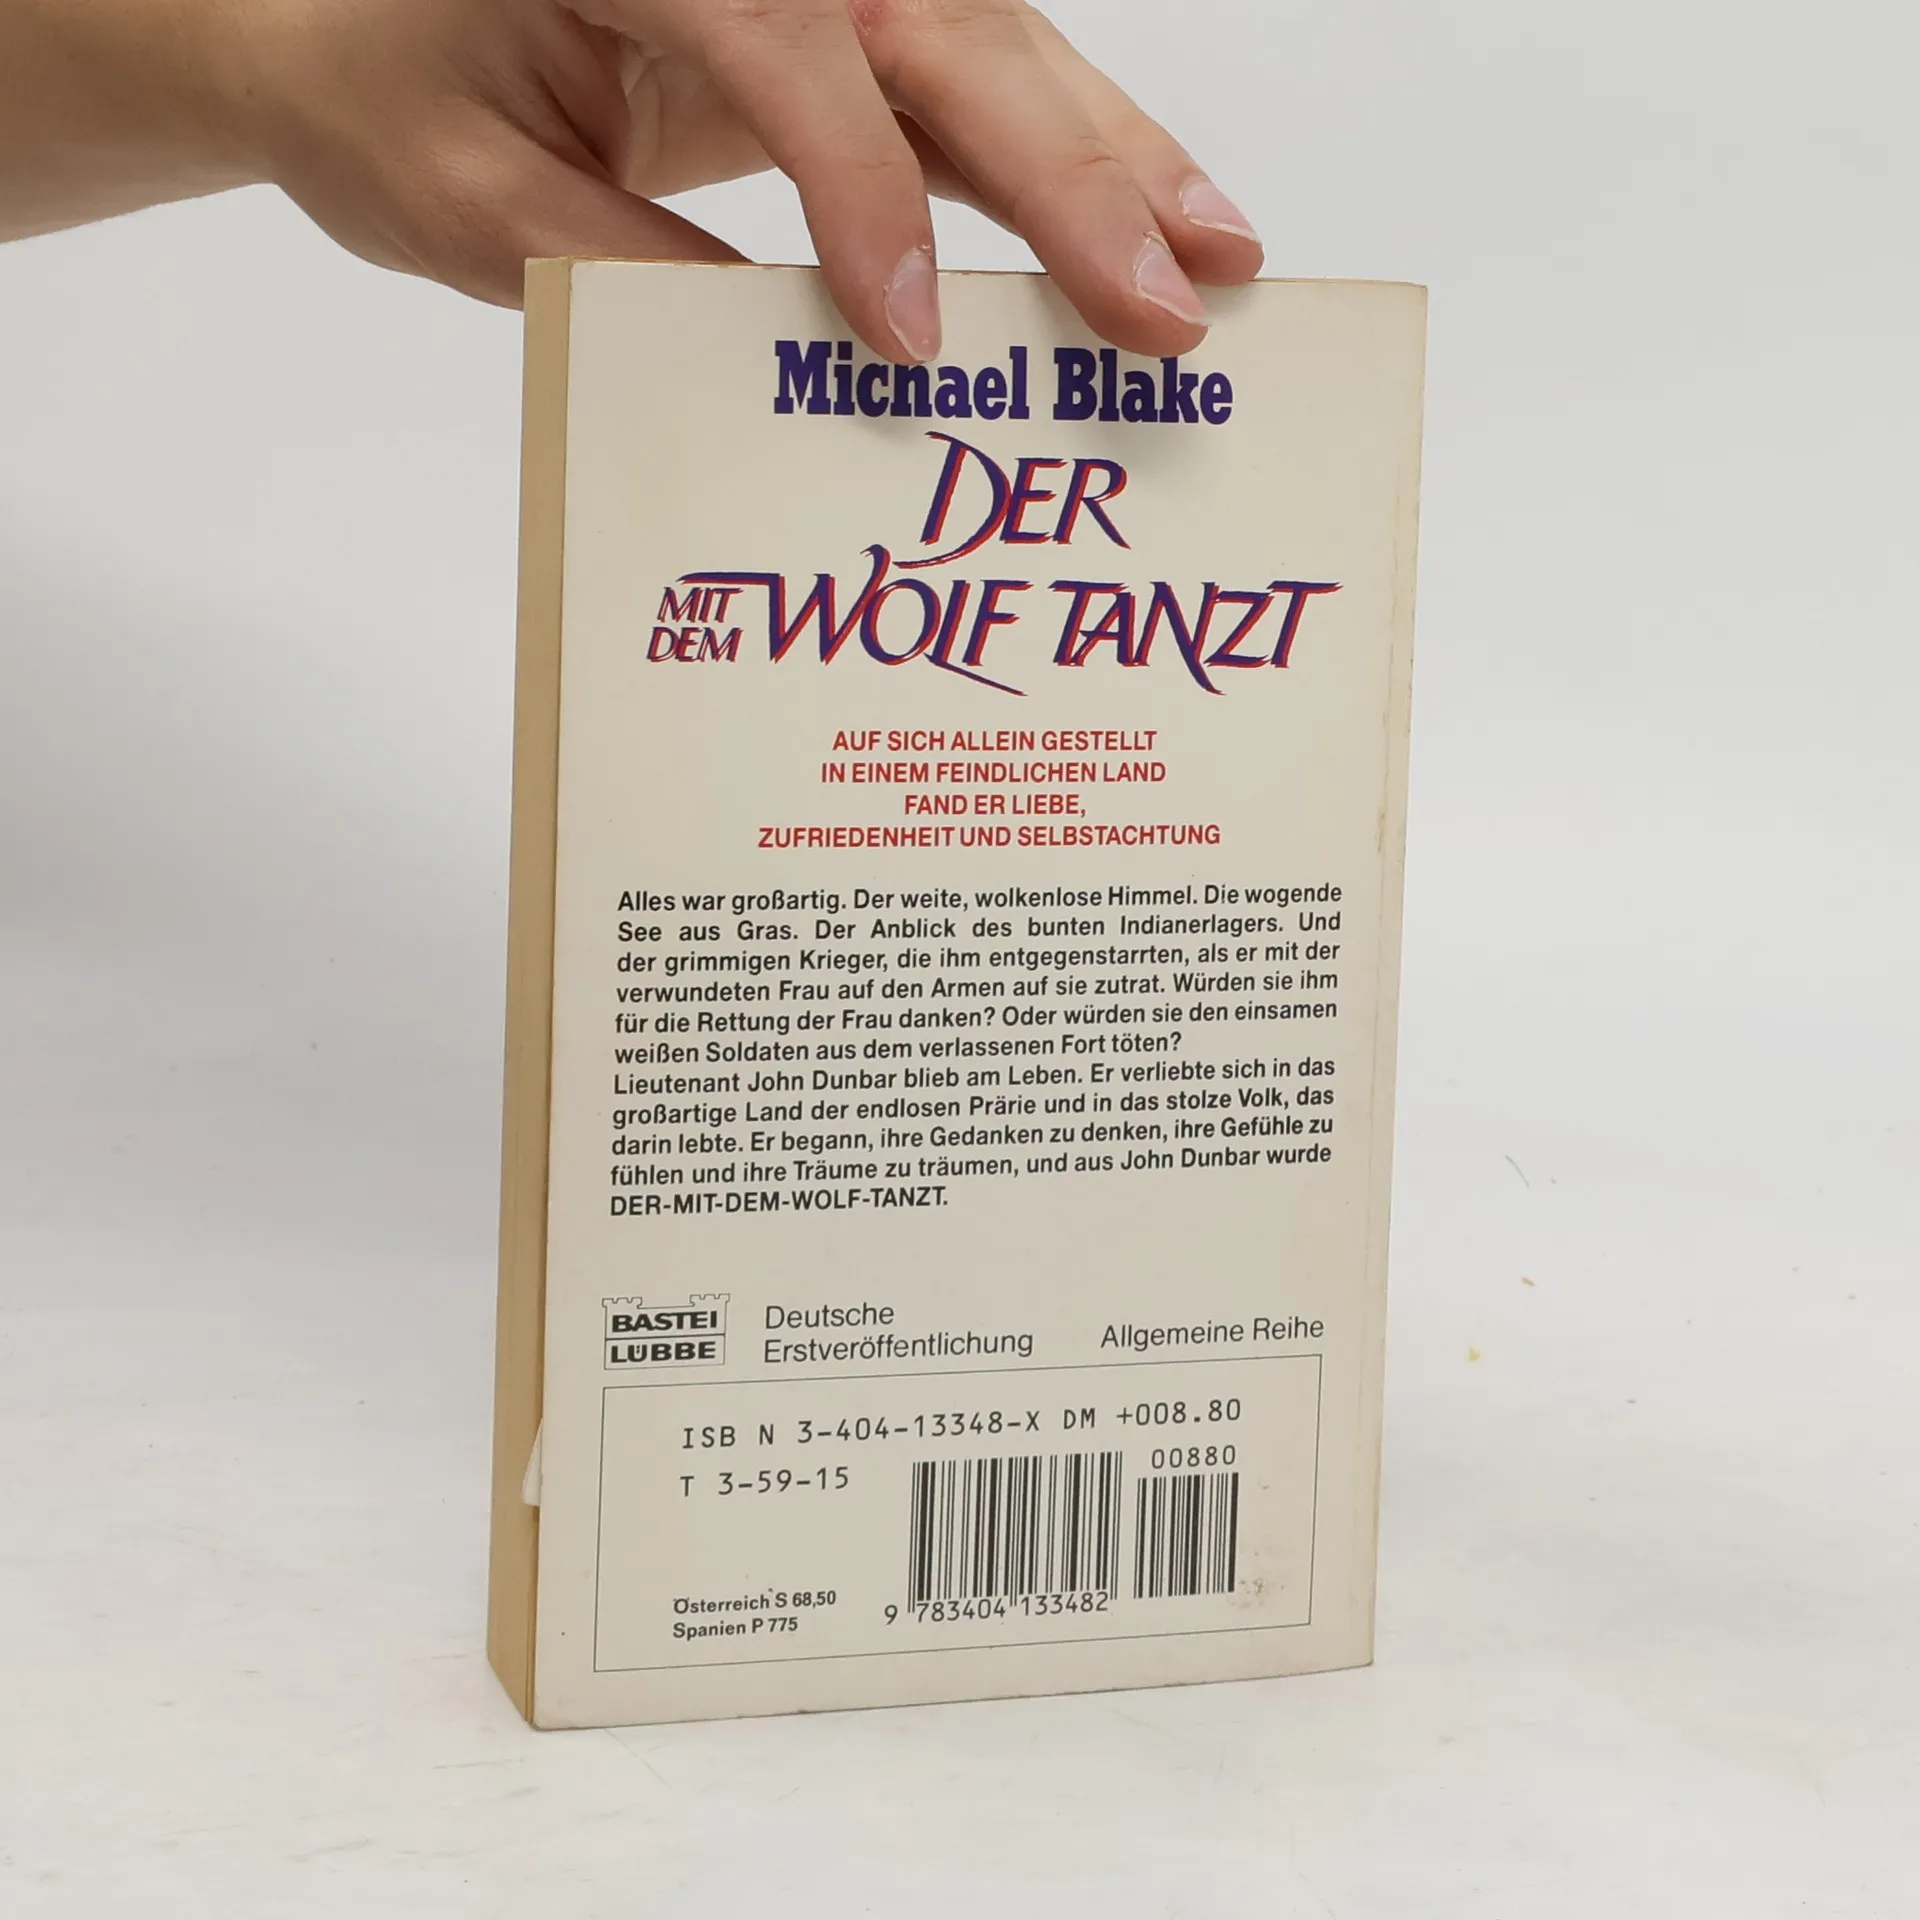 Michael Blake
DER
MIT
DEM
WOLF TANZT
AUF SICH ALLEIN GESTELLT
IN EINEM FEINDLICHEN LAND
FAND ER LIEBE,
ZUFRIEDENHEIT UND SELBSTACHTUNG
Alles war großartig. Der weite, wolkenlose Himmel. Die wogende
See aus Gras. Der Anblick des bunten Indianerlagers. Und
der grimmigen Krieger, die ihm entgegenstarrten, als er mit der
verwundeten Frau auf den Armen auf sie zutrat. Würden sie ihm
für die Rettung der Frau danken? Oder würden sie den einsamen
weißen Soldaten aus dem verlassenen Fort töten?
Lieutenant John Dunbar blieb am Leben. Er verliebte sich in das
großartige Land der endlosen Prärie und in das stolze Volk, das
darin lebte. Er begann, ihre Gedanken zu denken, ihre Gefühle zu
fühlen und ihre Träume zu träumen, und aus John Dunbar wurde
DER-MIT-DEM-WOLF-TANZT.
BASTEI
LÜBBE
Deutsche
Erstveröffentlichung
Allgemeine Reihe
ISB N 3-404-13348-X DM +008.80
00880
T 3-59-15
Österreich S 68,50
Spanien P 775
9 783404 133482